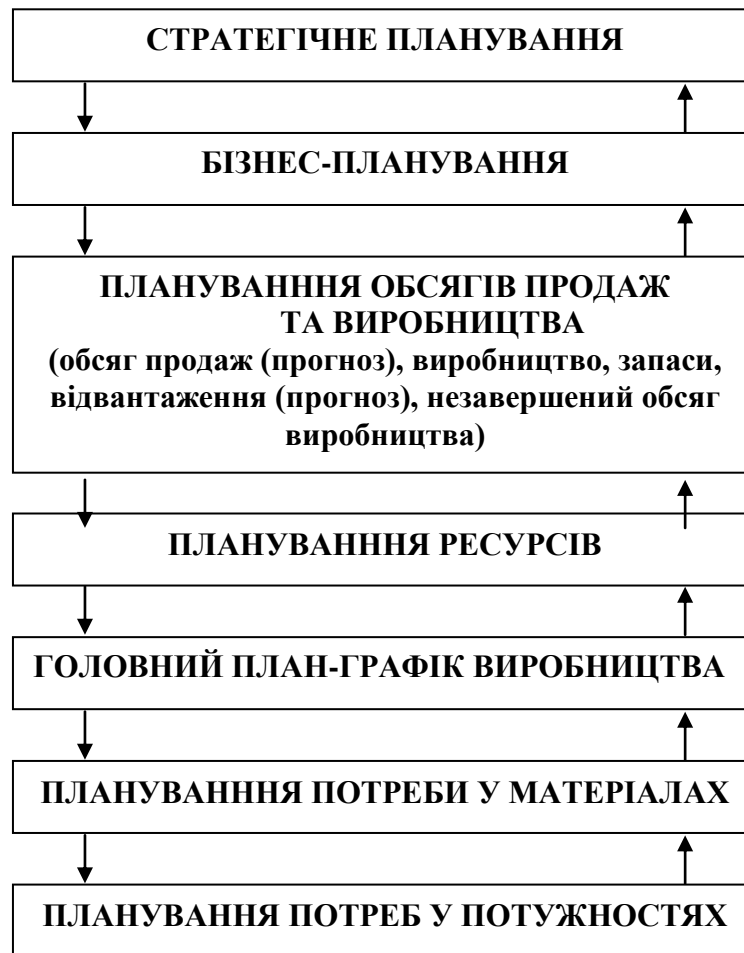 СТРАТЕГІЧНЕ ПЛАНУВАННЯ
БІЗНЕС-ПЛАНУВАННЯ
ПЛАНУВАНННЯ ОБСЯГІВ ПРОДАЖ
ТА ВИРОБНИЦТВА
(обсяг продаж (прогноз), виробництво, запаси,
відвантаження (прогноз), незавершений обсяг
виробництва)
ПЛАНУВАНННЯ РЕСУРСІВ
ГОЛОВНИЙ ПЛАН-ГРАФІК ВИРОБНИЦТВА
ПЛАНУВАНННЯ ПОТРЕБИ У МАТЕРІАЛАХ
ПЛАНУВАННЯ ПОТРЕБ У ПОТУЖНОСТЯХ